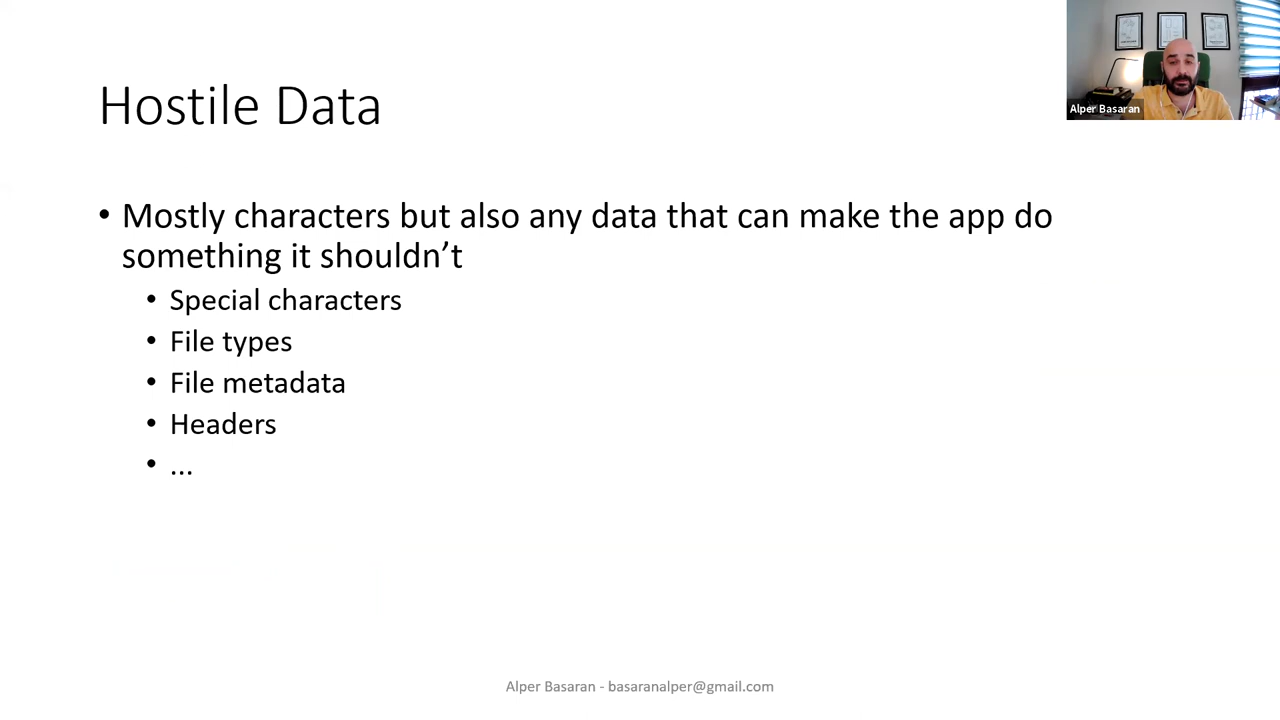 Hostile Data
Alper Basaran
• Mostly characters but also any data that can make the app do
something it shouldn’t
• Special characters
• File types
• File metadata
• Headers
• ...
Alper Basaran - basaranalper@gmail.com